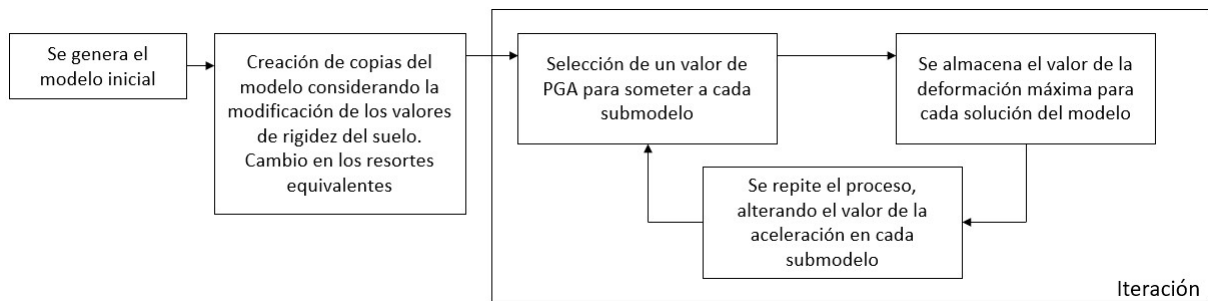 Se genera el
modelo inicial
Creación de copias del
modelo considerando la
modificación de los valores
de rigidez del suelo.
Cambio en los resortes
equivalentes
Selección de un valor de
PGA para someter a cada
submodelo
Se almacena el valor de la
deformación máxima para
cada solución del modelo
Se repite el proceso,
alterando el valor de la
aceleración en cada
submodelo
Iteración